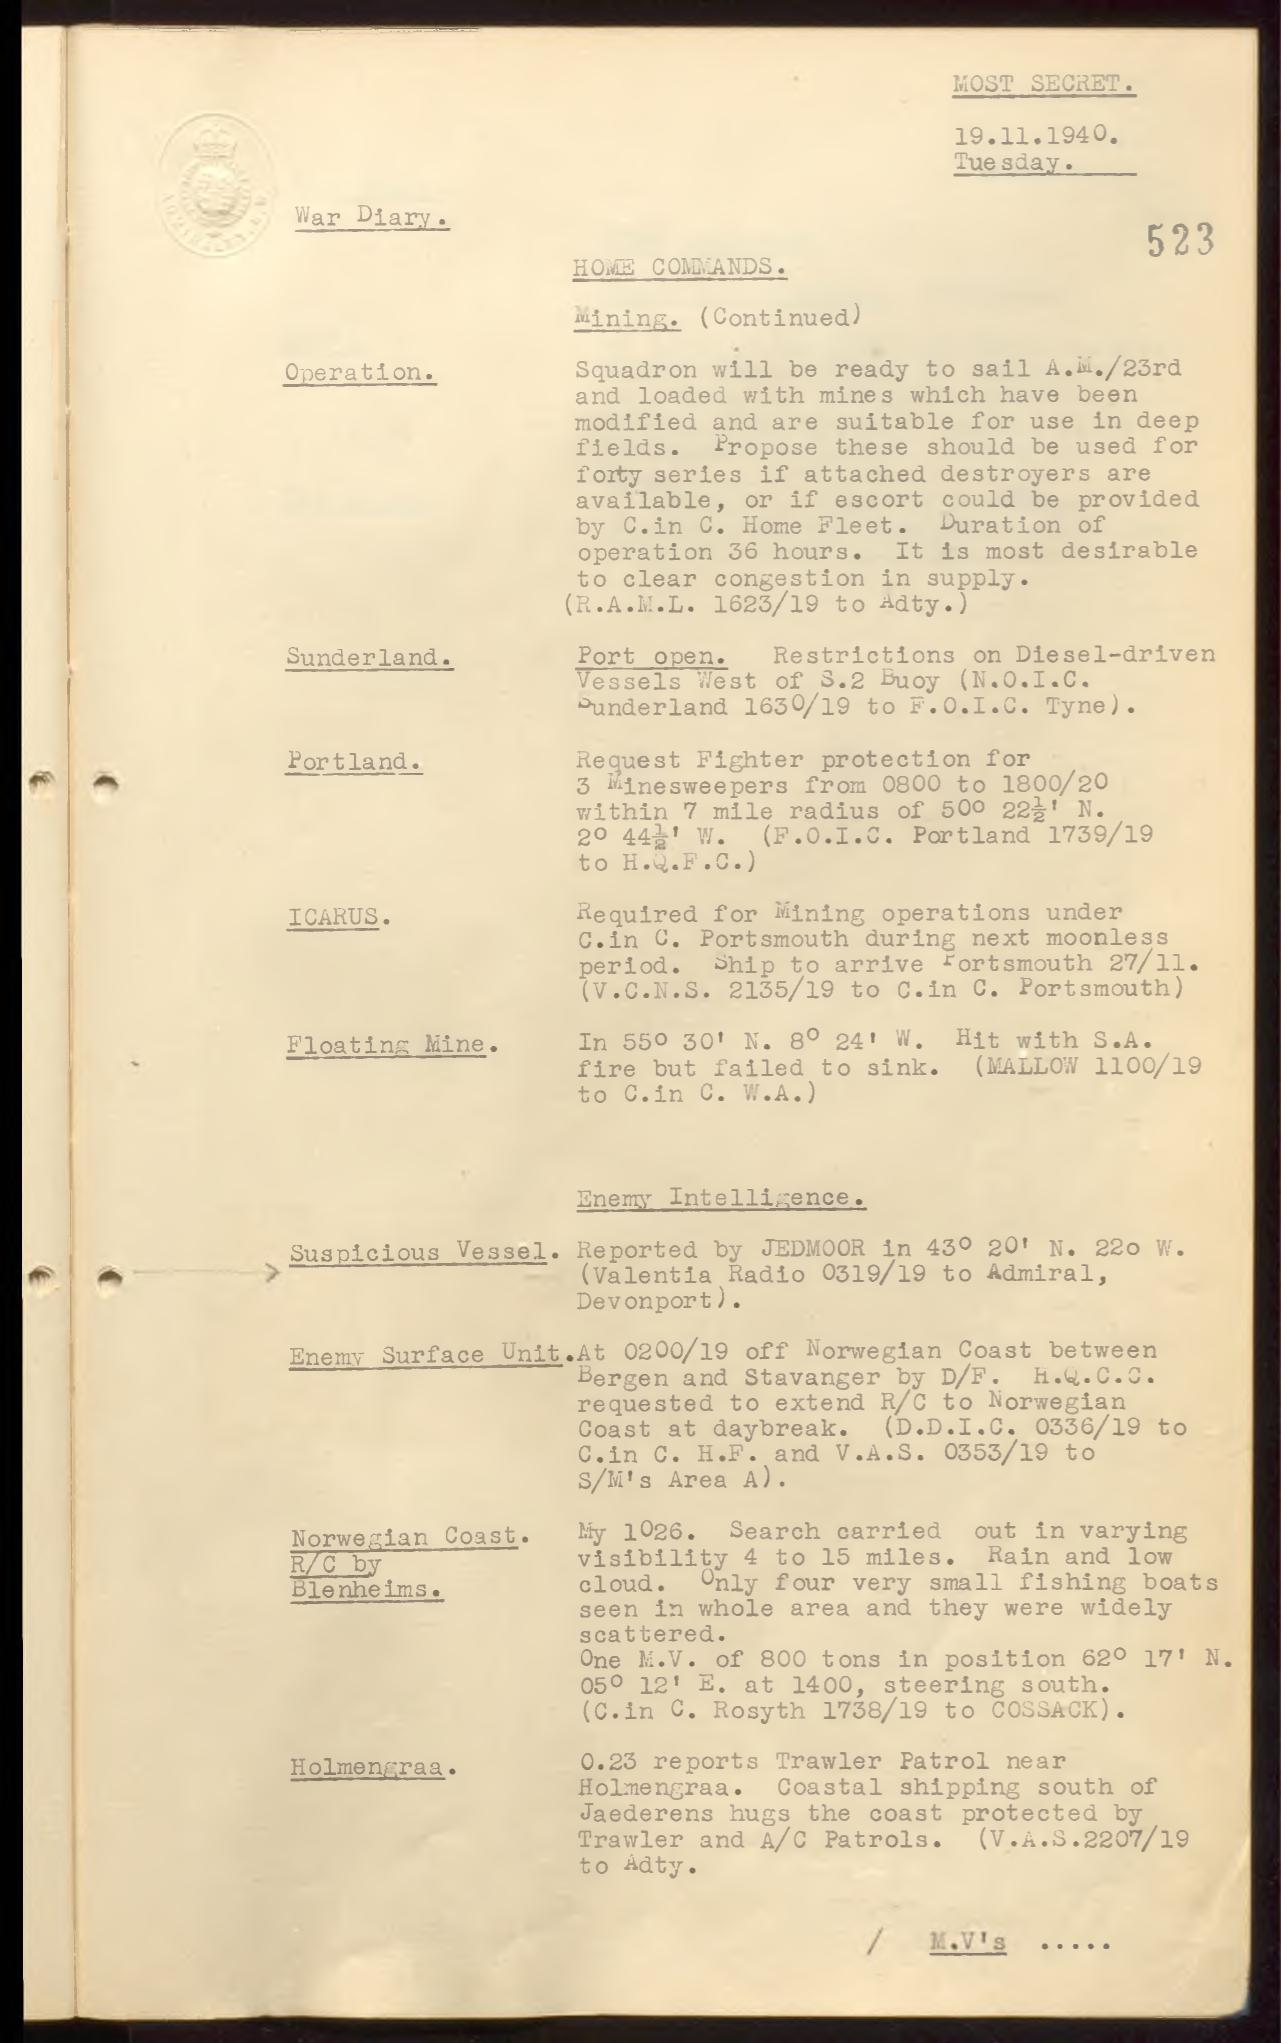 MOST SECRET.
19.11.1940.
Tuesday.
War Diary.
523
HOME COMMANDS.
Mining. (Continued)
Operation. Squadron will be ready to sail A.M./23rd
and loaded with mines which have been
modified and are suitable for use in deep
fields. Propose these should be used for
forty series if attached destroyers are
available, or if escort could be provided
by C.in C. Home Fleet. Duration of
operation 36 hours. It is most desirable
to clear congestion in supply.
(R.A.M.L. 1623/19 to Adty.)
Sunderland. Port open. Restrictions on Diesel-driven
Vessels West of S.2 Buoy (N.O.I.C.
Sunderland 1630/19 to F.O.I.C. Tyne).
Portland. Request Fighter protection for
3 Minesweepers from 0800 to 1800/20
within 7 mile radius of 50o 22½' N.
2o 44½' W. (F.O.I.C. Portland 1739/19
to H.Q.F.C.)
ICARUS. Required for Mining operations under
C.in C. Portsmouth during next moonless
period. Ship to arrive Portsmouth 27/11.
(V.C.N.S. 2135/19 to C.in C. Portsmouth)
Floating Mine. In 55o 30' N. 8o 24' W. Hit with S.A.
fire but failed to sink. (MALLOW 1100/19
to C.in C. W.A.)
Enemy Intelligence.
Suspicious Vessel. Reported by JEDMOOR in 43o 20' N. 22o W.
(Valentia Radio 0319/19 to Admiral,
Devonport).
Enemy Surface Unit. At 0200/19 off Norwegian Coast between
Bergen and Stavanger by D/F. H.Q.C.C.
requested to extend R/C to Norwegian
Coast at daybreak. (D.D.I.C. 0336/19 to
C.in C. H.F. and V.A.S. 0353/19 to
S/M's Area A).
Norwegian Coast. My 1026. Search carried out in varying
R/C by visibility 4 to 15 miles. Rain and low
Blenheims. cloud. Only four very small fishing boats
seen in whole area and they were widely
scattered.
One M.V. of 800 tons in position 62o 17' N.
05o 12' E. at 1400, steering south.
(C.in C. Rosyth 1738/19 to COSSACK).
Holmengraa. 0.23 reports Trawler Patrol near
Holmengraa. Coastal shipping south of
Jaederens hugs the coast protected by
Trawler and A/C Patrols. (V.A.S.2207/19
to Adty.
/ M.V's .....